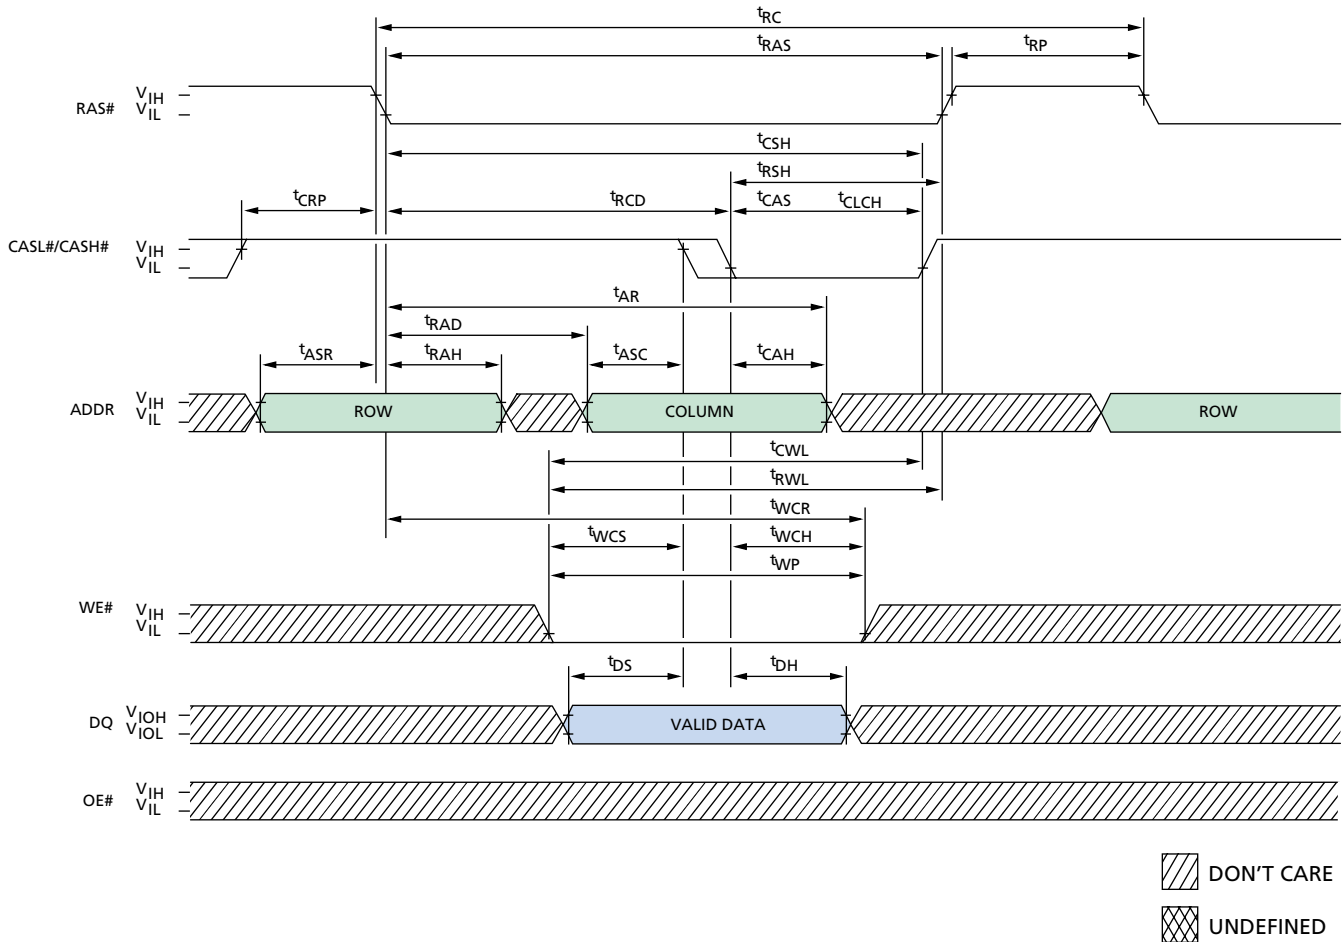 tRC
tRAS
tRP
RAS#
VIH
VIL
tCSH
tRSH
tCRP
tRCD
tCAS
tCLCH
CASL#/CASH#
VIH
VIL
tAR
tRAD
tASR
tRAH
tASC
tCAH
ADDR
VIH
VIL
ROW
COLUMN
ROW
tCWL
tRWL
tWCR
tWCS
tWCH
tWP
WE#
VIH
VIL
tDS
tDH
DQ
VIOH
VIOL
VALID DATA
OE#
VIH
VIL
DON'T CARE
UNDEFINED